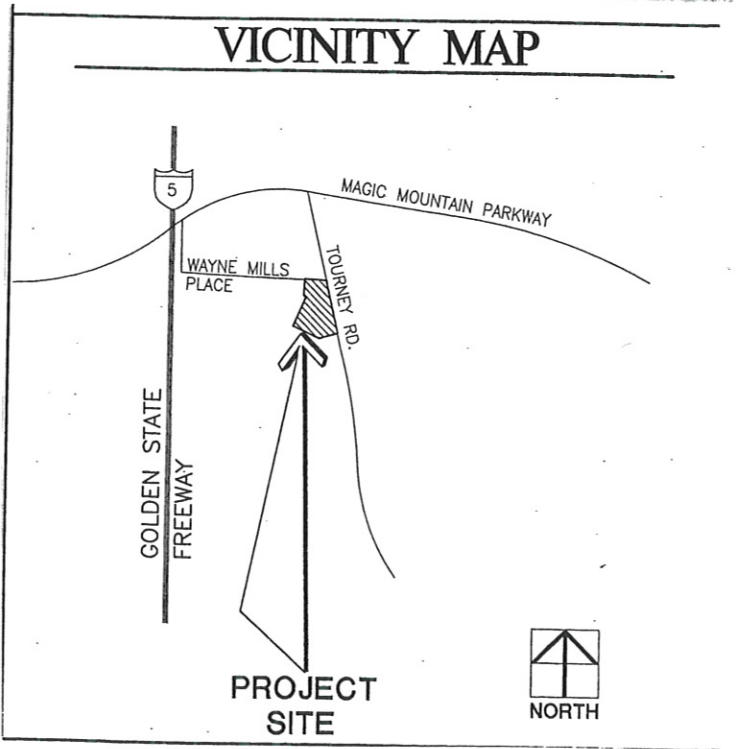 VICINITY MAP
5
MAGIC MOUNTAIN PARKWAY
WAYNE MILLS
PLACE
TOURNEY RD.
GOLDEN STATE
FREEWAY
PROJECT
SITE
NORTH